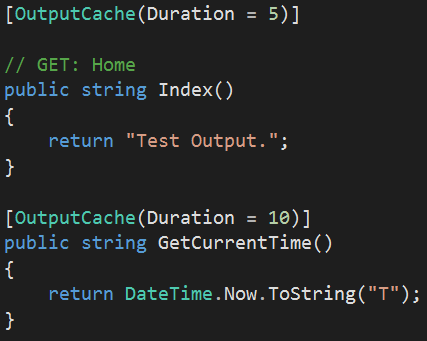 [OutputCache(Duration = 5)]
// GET: Home
public string Index()
{
    return "Test Output.";
}
[OutputCache(Duration = 10)]
public string GetCurrentTime()
{
    return DateTime.Now.ToString("T");
}